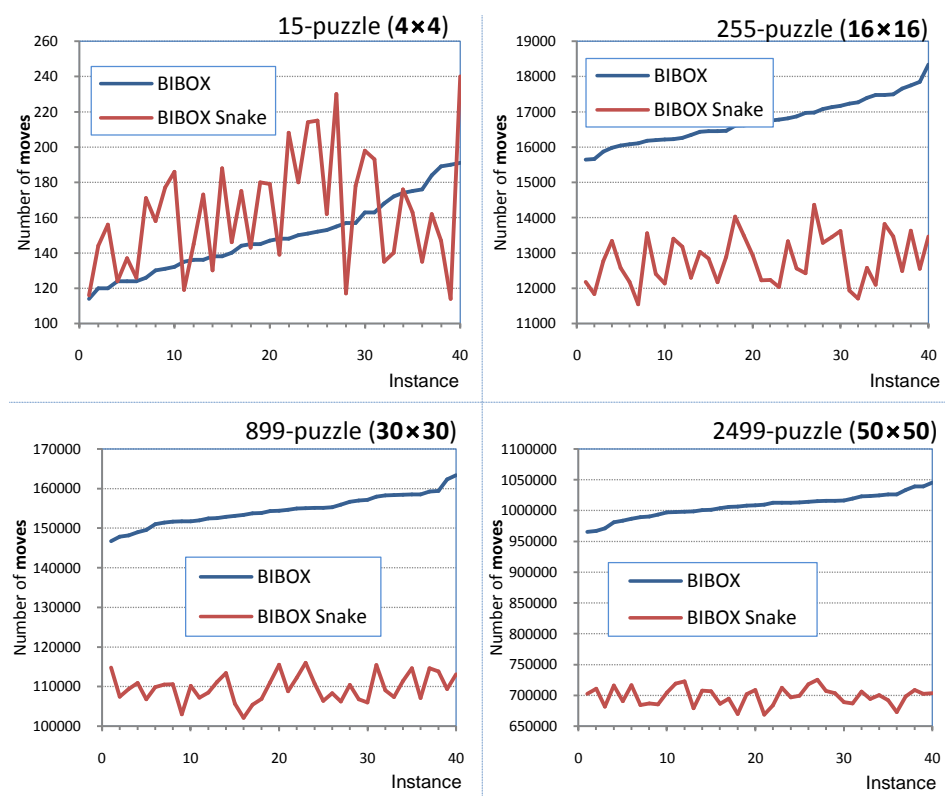 15-puzzle (4×4)
Number of moves
260
240
220
200
180
160
140
120
100
BIBOX
BIBOX Snake
0
10
20
30
40
Instance
255-puzzle (16×16)
Number of moves
19000
18000
17000
16000
15000
14000
13000
12000
11000
BIBOX
BIBOX Snake
0
10
20
30
40
Instance
899-puzzle (30×30)
Number of moves
170000
160000
150000
140000
130000
120000
110000
100000
BIBOX
BIBOX Snake
0
10
20
30
40
Instance
2499-puzzle (50×50)
Number of moves
1100000
1050000
1000000
950000
900000
850000
800000
750000
700000
650000
BIBOX
BIBOX Snake
0
10
20
30
40
Instance